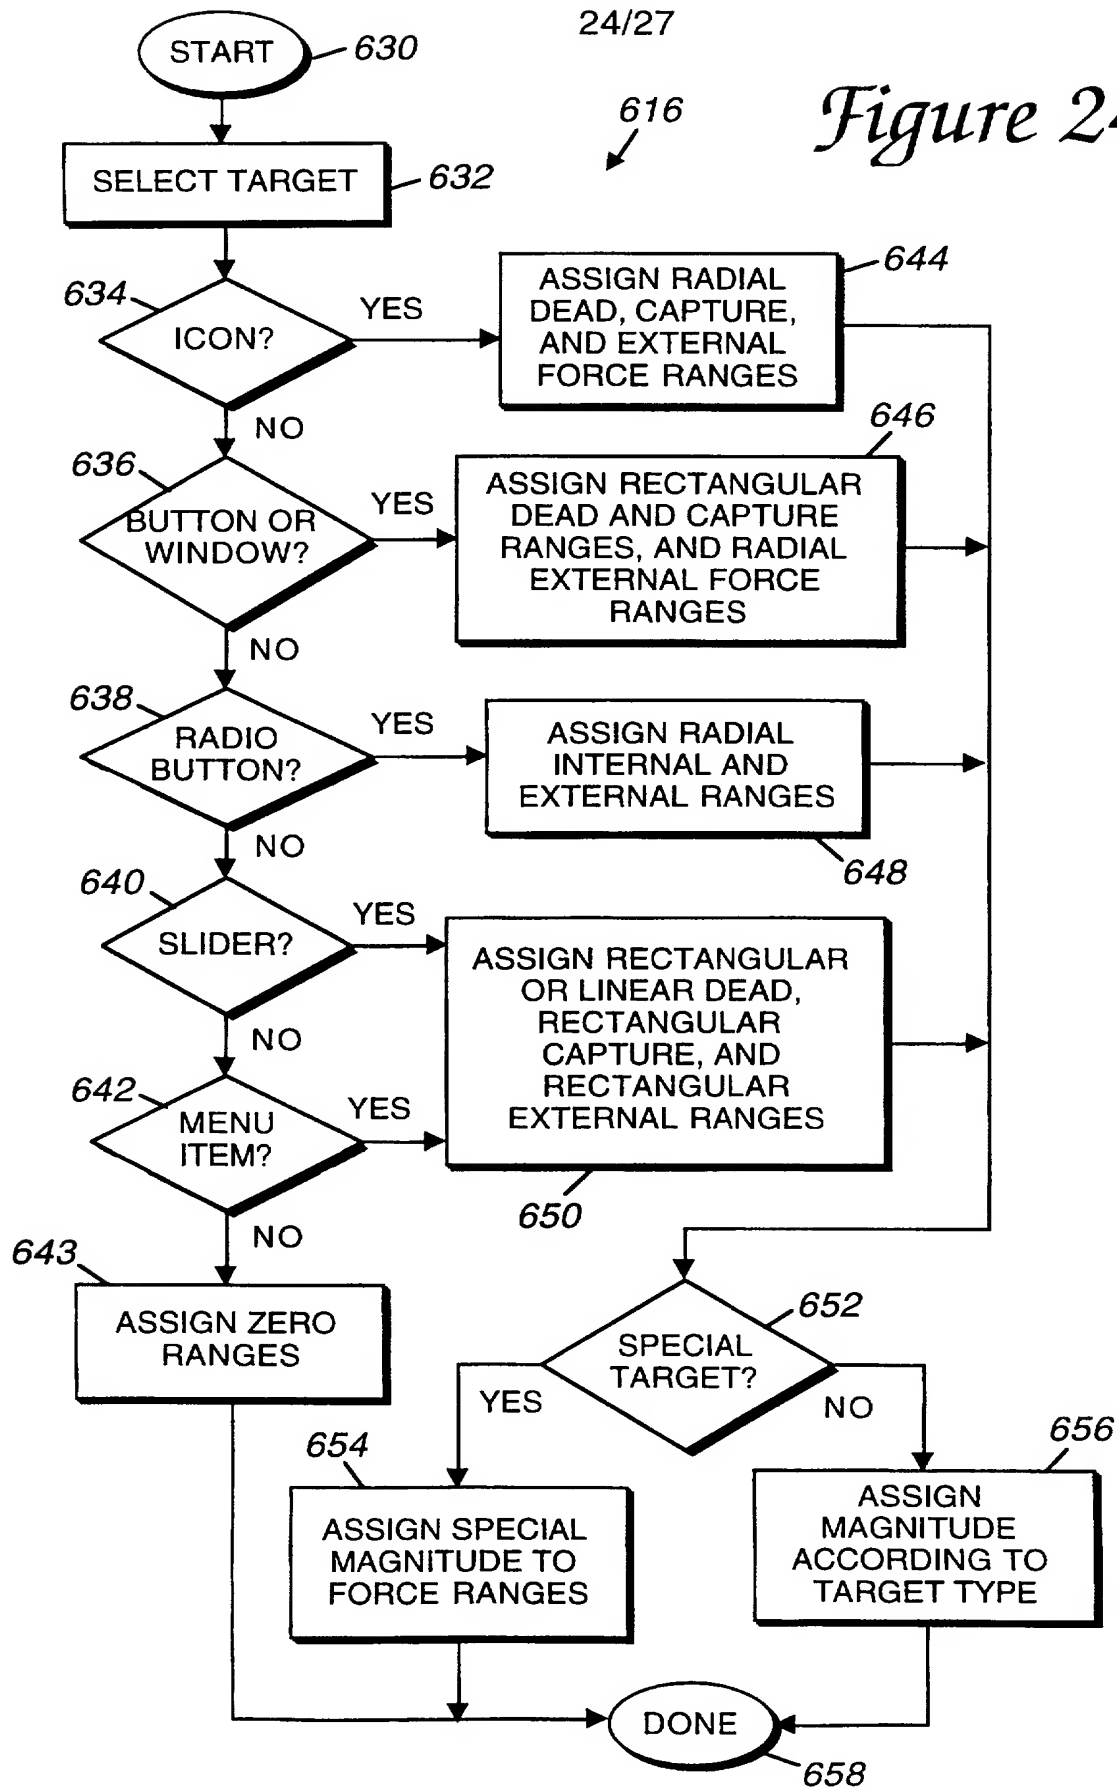 24/27
Figure 24
616
START
630
SELECT TARGET
632
634
ICON?
YES
NO
644
ASSIGN RADIAL
DEAD, CAPTURE,
AND EXTERNAL
FORCE RANGES
636
BUTTON OR
WINDOW?
YES
NO
646
ASSIGN RECTANGULAR
DEAD AND CAPTURE
RANGES, AND RADIAL
EXTERNAL FORCE
RANGES
638
RADIO
BUTTON?
YES
NO
ASSIGN RADIAL
INTERNAL AND
EXTERNAL RANGES
648
640
SLIDER?
YES
NO
ASSIGN RECTANGULAR
OR LINEAR DEAD,
RECTANGULAR
CAPTURE, AND
RECTANGULAR
EXTERNAL RANGES
650
642
MENU
ITEM?
YES
NO
643
ASSIGN ZERO
RANGES
652
SPECIAL
TARGET?
YES
NO
654
ASSIGN SPECIAL
MAGNITUDE TO
FORCE RANGES
656
ASSIGN
MAGNITUDE
ACCORDING TO
TARGET TYPE
DONE
658